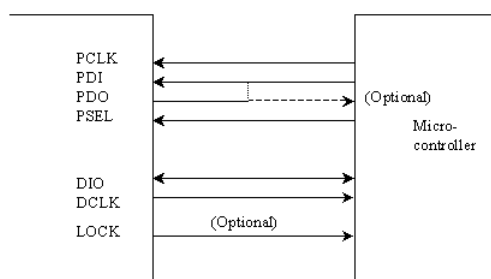 PCLK
PDI
PDO
(Optional)
PSEL
Micro-
controller
DIO
DCLK
(Optional)
LOCK